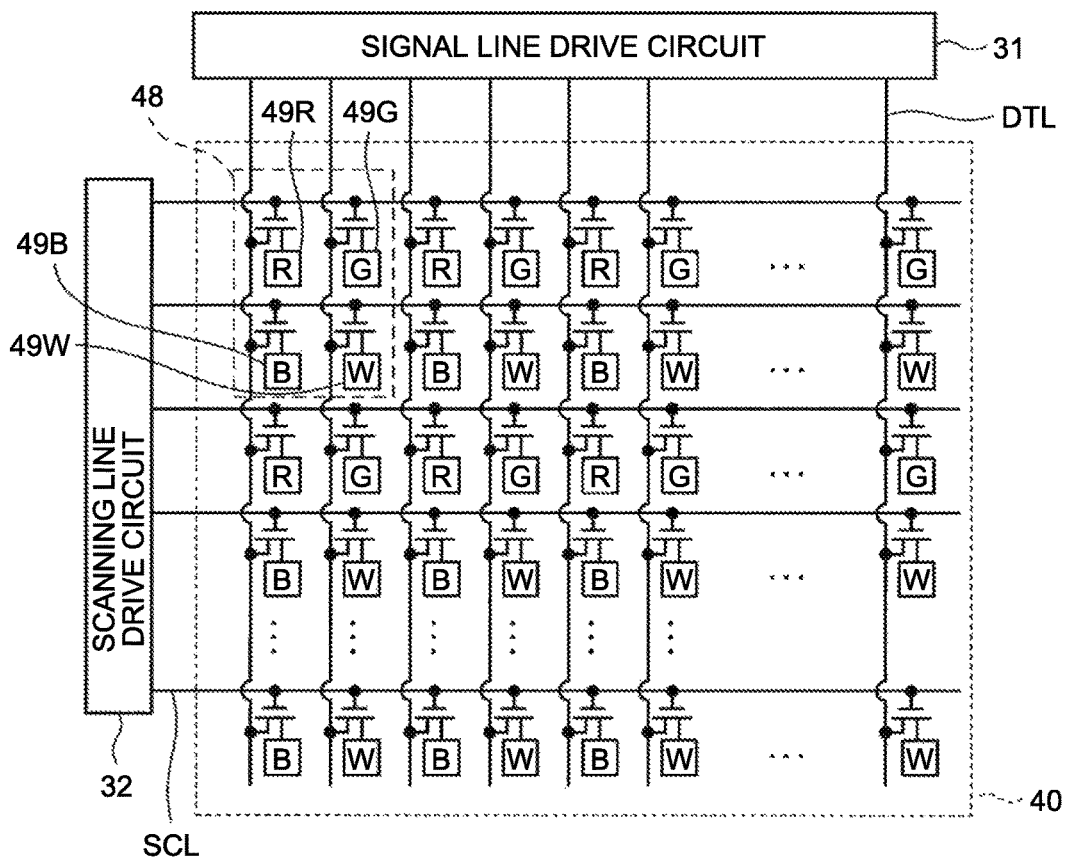 SIGNAL LINE DRIVE CIRCUIT
31
48
49R
49G
DTL
R G R G R G ... G
49B
49W
B W B W B W ... W
R G R G R G ... G
SCANNING LINE
DRIVE CIRCUIT
B W B W B W ... W
B W B W B W ... W
32
SCL
40